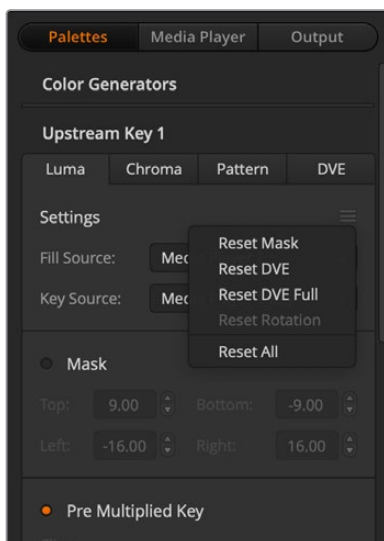 Palettes Media Player Output
Color Generators
Upstream Key 1
Luma Chroma Pattern DVE
Settings
Reset Mask
Fill Source: Med
Reset DVE
Reset DVE Full
Key Source: Med
Reset Rotation
Reset All
Mask
Top: 9.00 Bottom: -9.00
Left: -16.00 Right: 16.00
Pre Multiplied Key